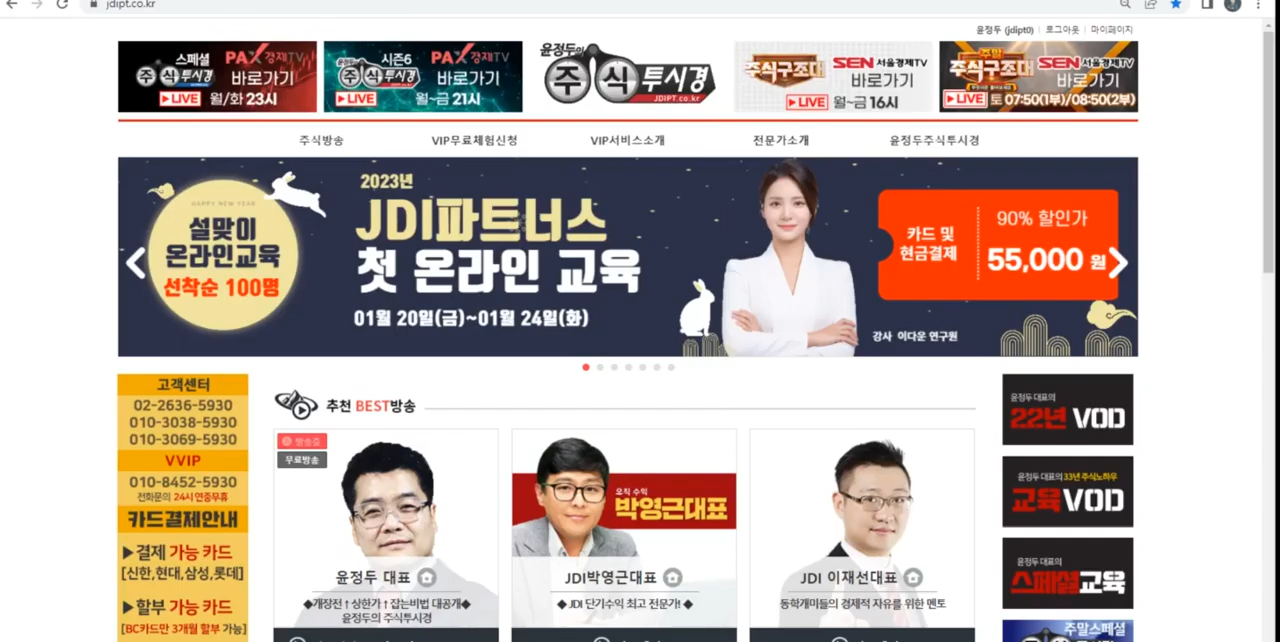 jdipt.co.kr
윤정두 (jdipt0) | 로그아웃 | 마이페이지
스페셜 PAX 경제TV
주식투시경 바로가기
LIVE 월/화 23시
시즌6 PAX 경제TV
주식투시경 바로가기
LIVE 월~금 21시
윤정두의
주식투시경
JDIPT.co.kr
주식구조대 SEN 서울경제TV
바로가기
LIVE 월~금 16시
주말
주식구조대 SEN 서울경제TV
바로가기
LIVE 토 07:50(1부)/08:50(2부)
주식방송 VIP무료체험신청 VIP서비스소개 전문가소개 윤정두주식투시경
HAPPY NEW YEAR
설맞이
온라인교육
선착순 100명
2023년
JDI파트너스
첫 온라인 교육
01월 20일(금)~01월 24일(화)
카드 및
현금결제
90% 할인가
55,000 원
강사 이다운 연구원
고객센터
02-2636-5930
010-3038-5930
010-3069-5930
VVIP
010-8452-5930
전화문의 24시 연중무휴
카드결제안내
▶결제 가능 카드
[신한,현대,삼성,롯데]
▶할부 가능 카드
[BC카드만 3개월 할부 가능]
추천 BEST방송
방송중
무료방송
윤정두 대표
◆개장전↑상한가↑잡는비법 대공개◆
윤정두의 주식투시경
오직 수익
박영근대표
JDI박영근대표
◆ JDI 단기수익 최고 전문가! ◆
JDI 이재선대표
동학개미들의 경제적 자유를 위한 멘토
윤정두 대표의
22년 VOD
윤정두 대표의 33년 주식노하우
교육 VOD
윤정두 대표의
스페셜교육
주말스페셜